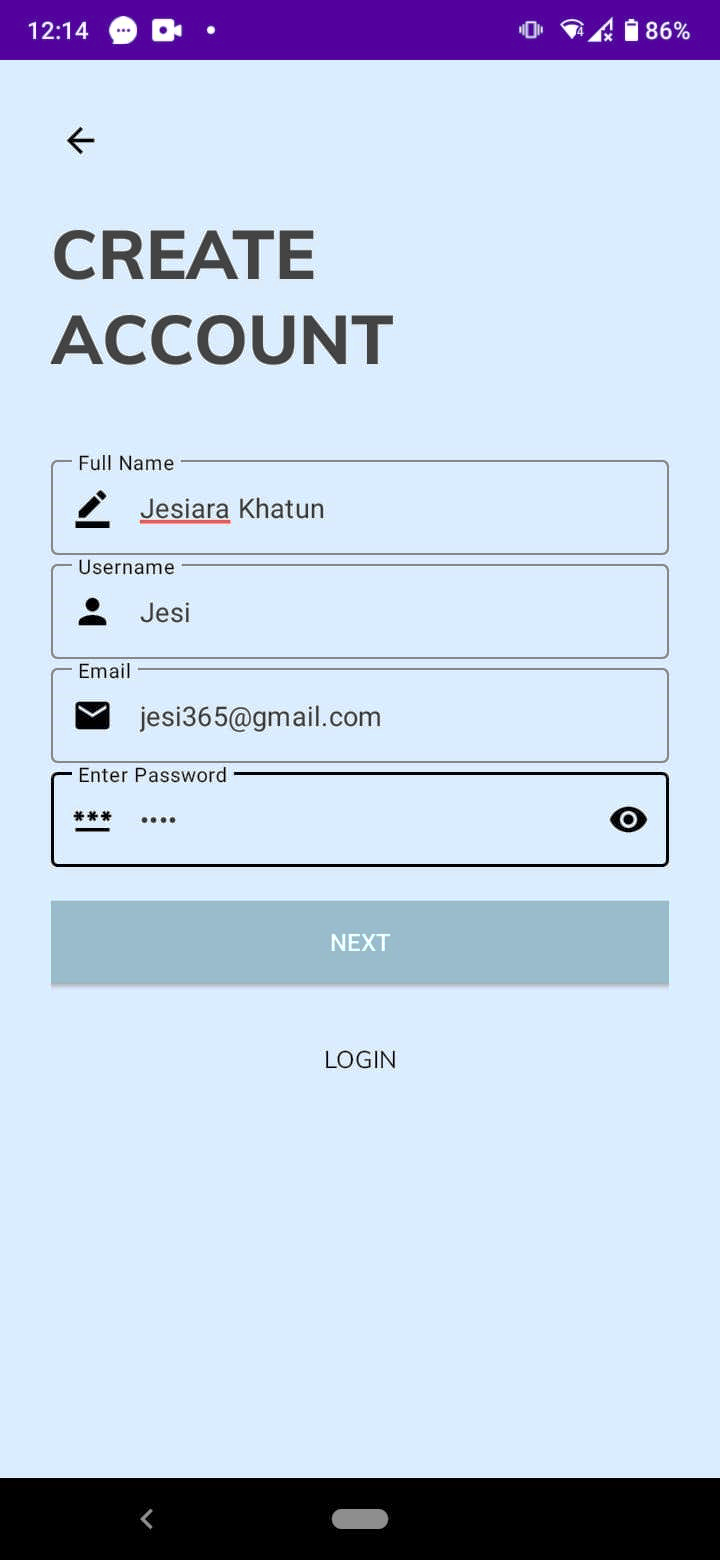 12:14 86%
CREATE
ACCOUNT
Full Name
Jesiara Khatun
Username
Jesi
Email
jesi365@gmail.com
Enter Password
***
••••
NEXT
LOGIN